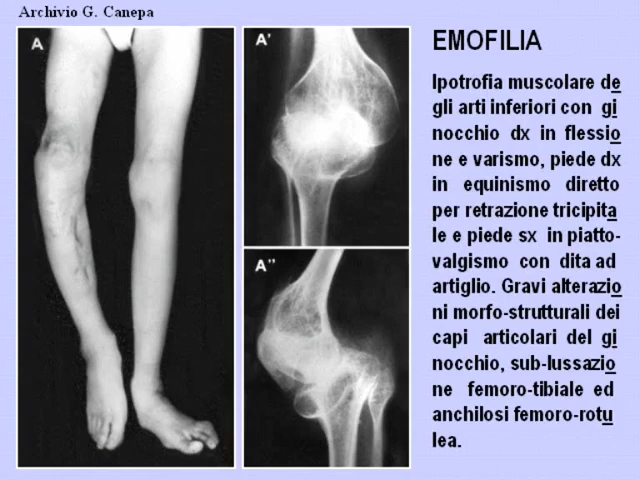 Archivio G. Canepa
A
A'
A"
EMOFILIA
Ipotrofia muscolare de
gli arti inferiori con gi
nocchio dx in flessio
ne e varismo, piede dx
in equinismo diretto
per retrazione tricipita
le e piede sx in piatto-
valgismo con dita ad
artiglio. Gravi alterazio
ni morfo-strutturali dei
capi articolari del gi
nocchio, sub-lussazio
ne femoro-tibiale ed
anchilosi femoro-rotu
lea.